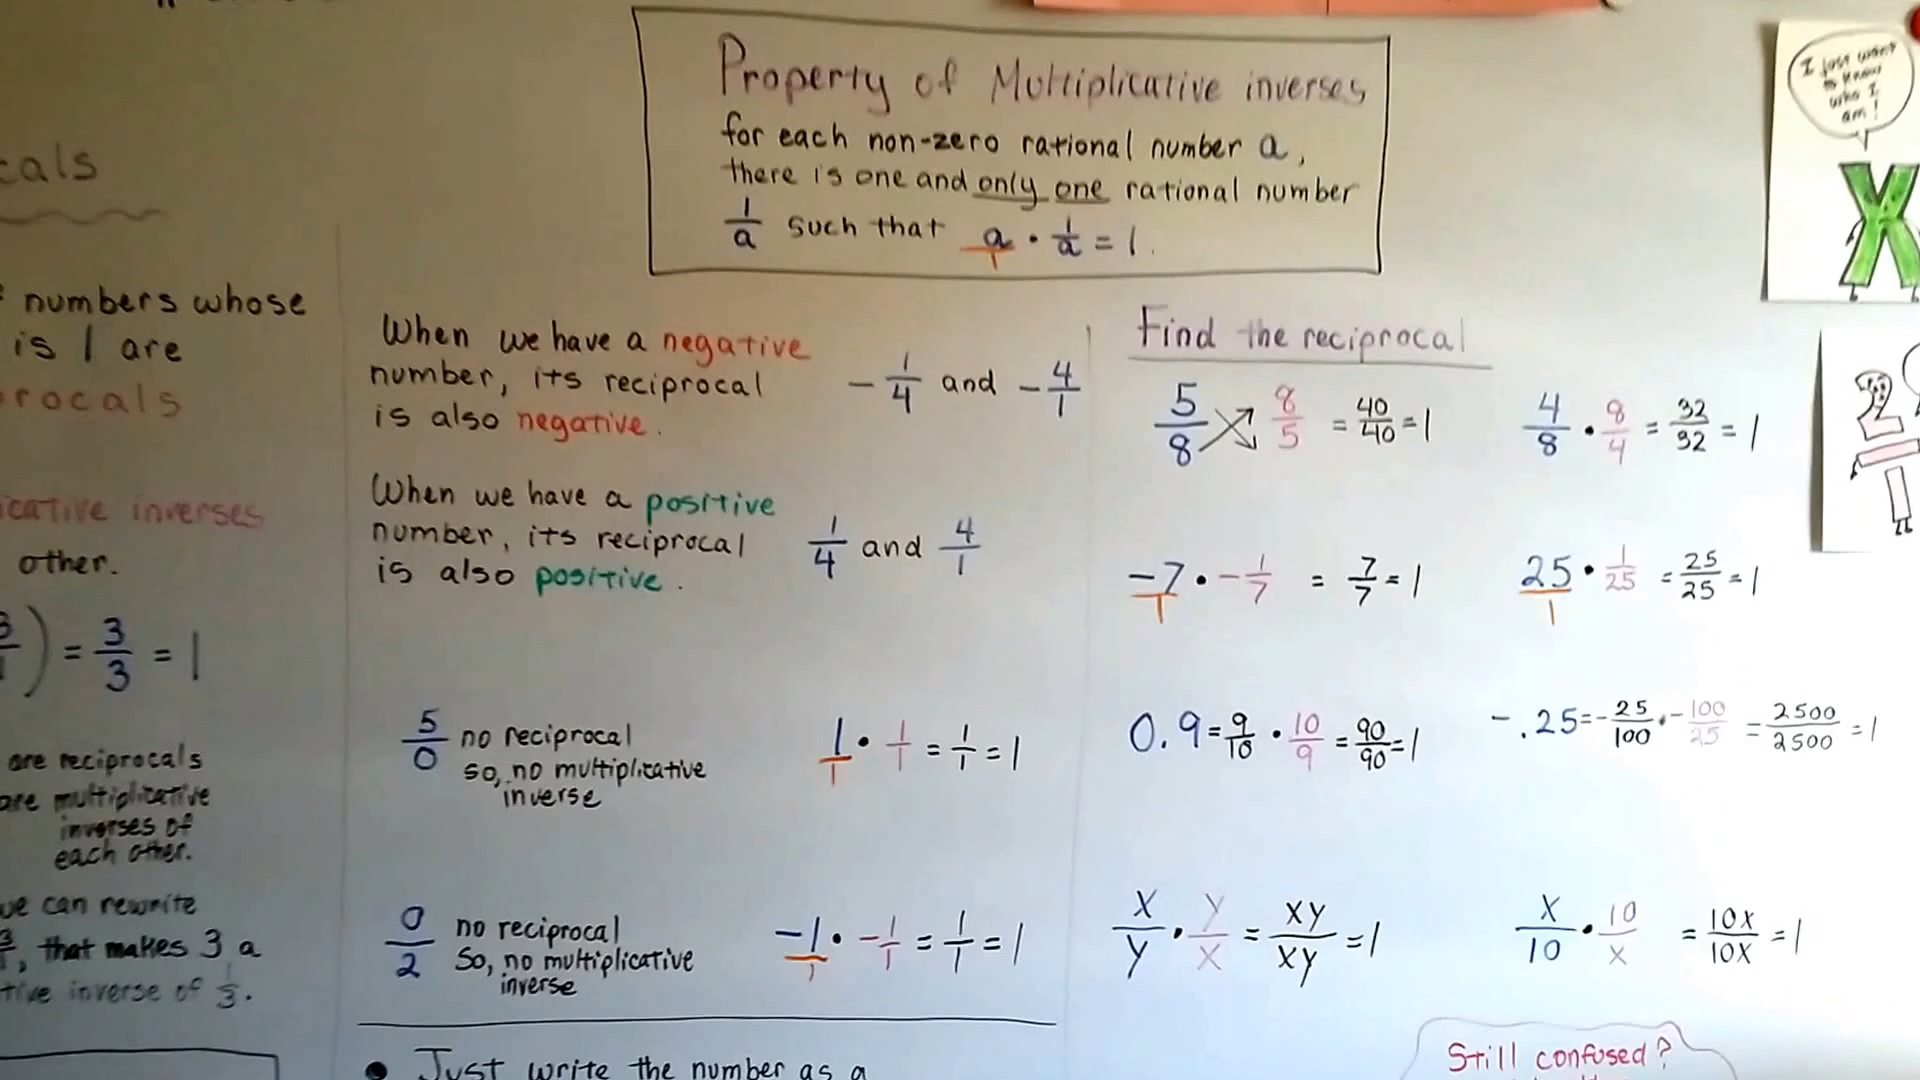 Property of Multiplicative inverses
for each non-zero rational number a,
there is one and only one rational number
1/a such that a/1 · 1/a = 1.
I just want
to know
who I
am!
X
cals
numbers whose
is 1 are
rocals
icative inverses
other.
) = 3/3 = 1
are reciprocals
are multiplicative
inverses of
each other.
we can rewrite
, that makes 3 a
tive inverse of 1/3.
When we have a negative
number, its reciprocal
is also negative.
-1/4 and -4/1
When we have a positive
number, its reciprocal
is also positive.
1/4 and 4/1
5/0 no reciprocal
so, no multiplicative
inverse
1/1 · 1/1 = 1/1 = 1
0/2 no reciprocal
So, no multiplicative
inverse
-1/1 · -1/1 = 1/1 = 1
• Just write the number as a
Find the reciprocal
5/8 8/5 = 40/40 = 1
4/8 · 8/4 = 32/32 = 1
-7/1 · -1/7 = 7/7 = 1
25/1 · 1/25 = 25/25 = 1
0.9 = 9/10 · 10/9 = 90/90 = 1
-.25 = -25/100 · -100/25 = 2500/2500 = 1
x/y · y/x = xy/xy = 1
x/10 · 10/x = 10x/10x = 1
Still confused?